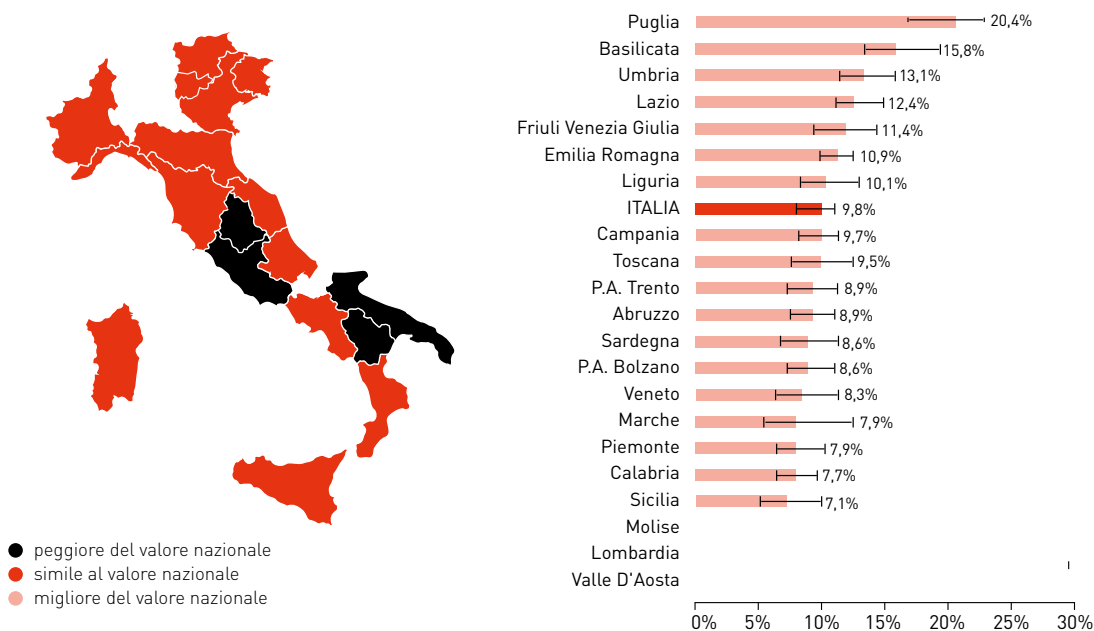 Puglia 20,4%
Basilicata 15,8%
Umbria 13,1%
Lazio 12,4%
Friuli Venezia Giulia 11,4%
Emilia Romagna 10,9%
Liguria 10,1%
ITALIA 9,8%
Campania 9,7%
Toscana 9,5%
P.A. Trento 8,9%
Abruzzo 8,9%
Sardegna 8,6%
P.A. Bolzano 8,6%
Veneto 8,3%
Marche 7,9%
Piemonte 7,9%
Calabria 7,7%
Sicilia 7,1%
Molise
Lombardia
Valle D'Aosta
0% 5% 10% 15% 20% 25% 30%
peggiore del valore nazionale
simile al valore nazionale
migliore del valore nazionale